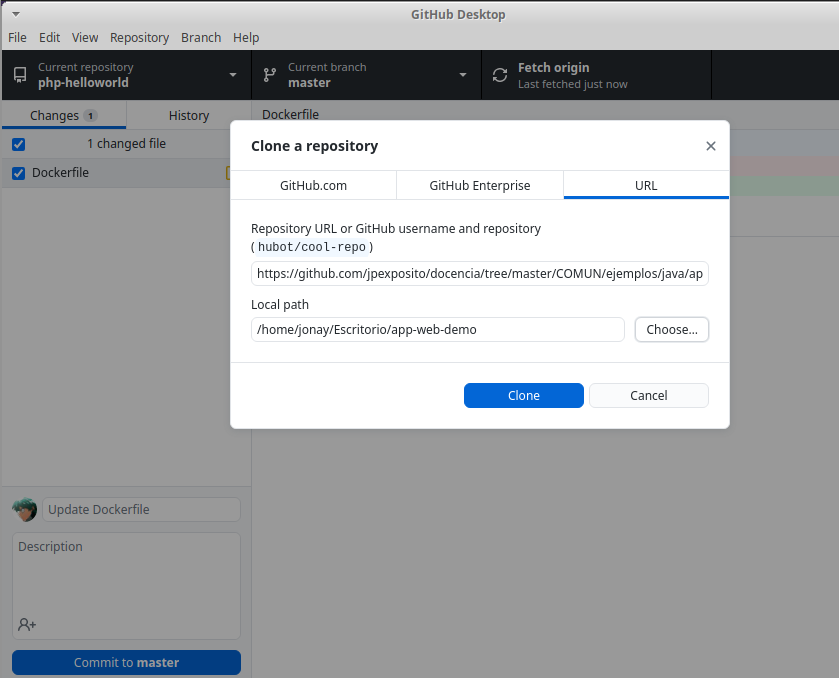 GitHub Desktop
File Edit View Repository Branch Help
Current repository
php-helloworld
Current branch
master
Fetch origin
Last fetched just now
Changes 1
History
Dockerfile
1 changed file
Dockerfile
Clone a repository
GitHub.com
GitHub Enterprise
URL
Repository URL or GitHub username and repository
(hubot/cool-repo)
https://github.com/jpexposito/docencia/tree/master/COMUN/ejemplos/java/ap
Local path
/home/jonay/Escritorio/app-web-demo
Choose...
Clone
Cancel
Update Dockerfile
Description
Commit to master